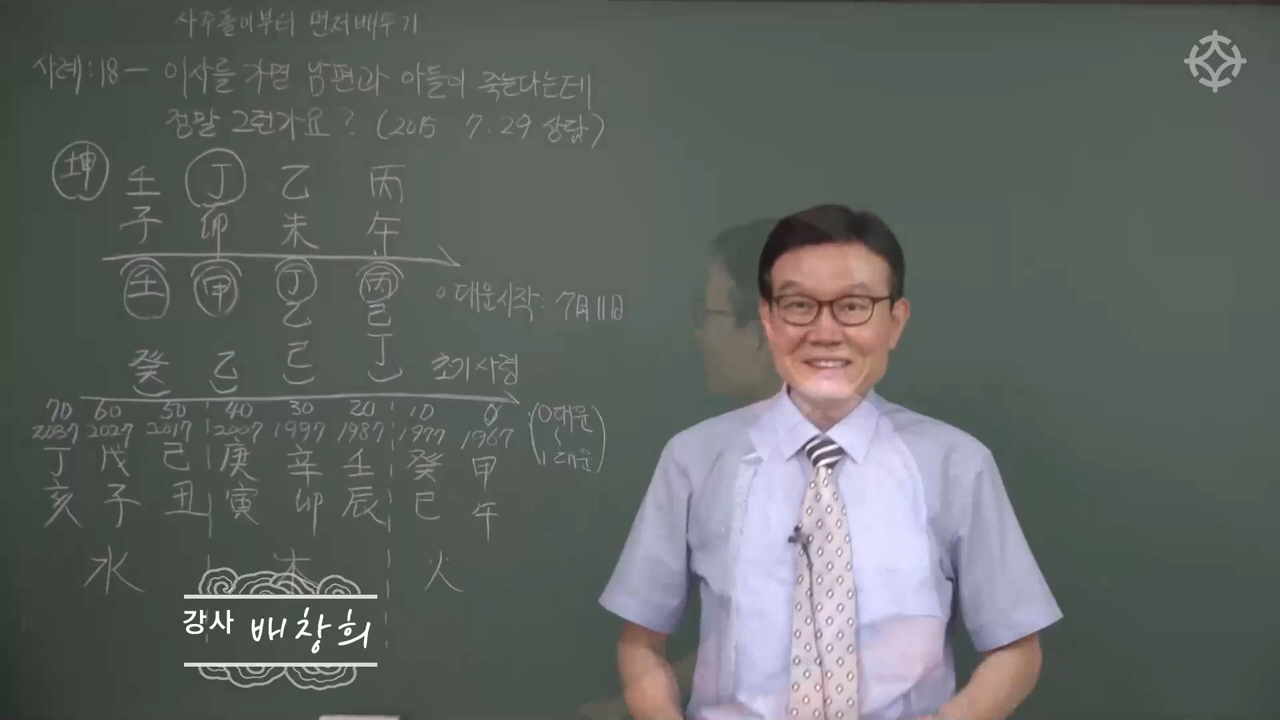 사주풀이부터 먼저배우기
사례:18- 이사를 가면 남편과 아들이 죽는다는데
정말 그런가요? (2015 7.29 상담)
坤 壬 丁 乙 丙
子 卯 未 午
壬 甲 丁 丙
乙 己
대운시작: 7月11日
癸 乙 己 丁 초기사령
70 60 50 40 30 20 10 0 (0대운
2037 2027 2017 2007 1997 1987 1977 1967
1대운)
丁 戊 己 庚 辛 壬 癸 甲
亥 子 丑 寅 卯 辰 巳 午
水 木 火
강사 배창희